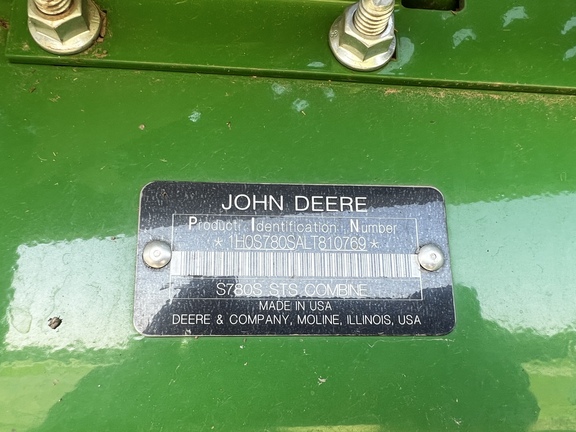 JOHN DEERE
Product Identification Number
*1H0S780SALT810769*
S780S STS COMBINE
MADE IN USA
DEERE & COMPANY, MOLINE, ILLINOIS, USA